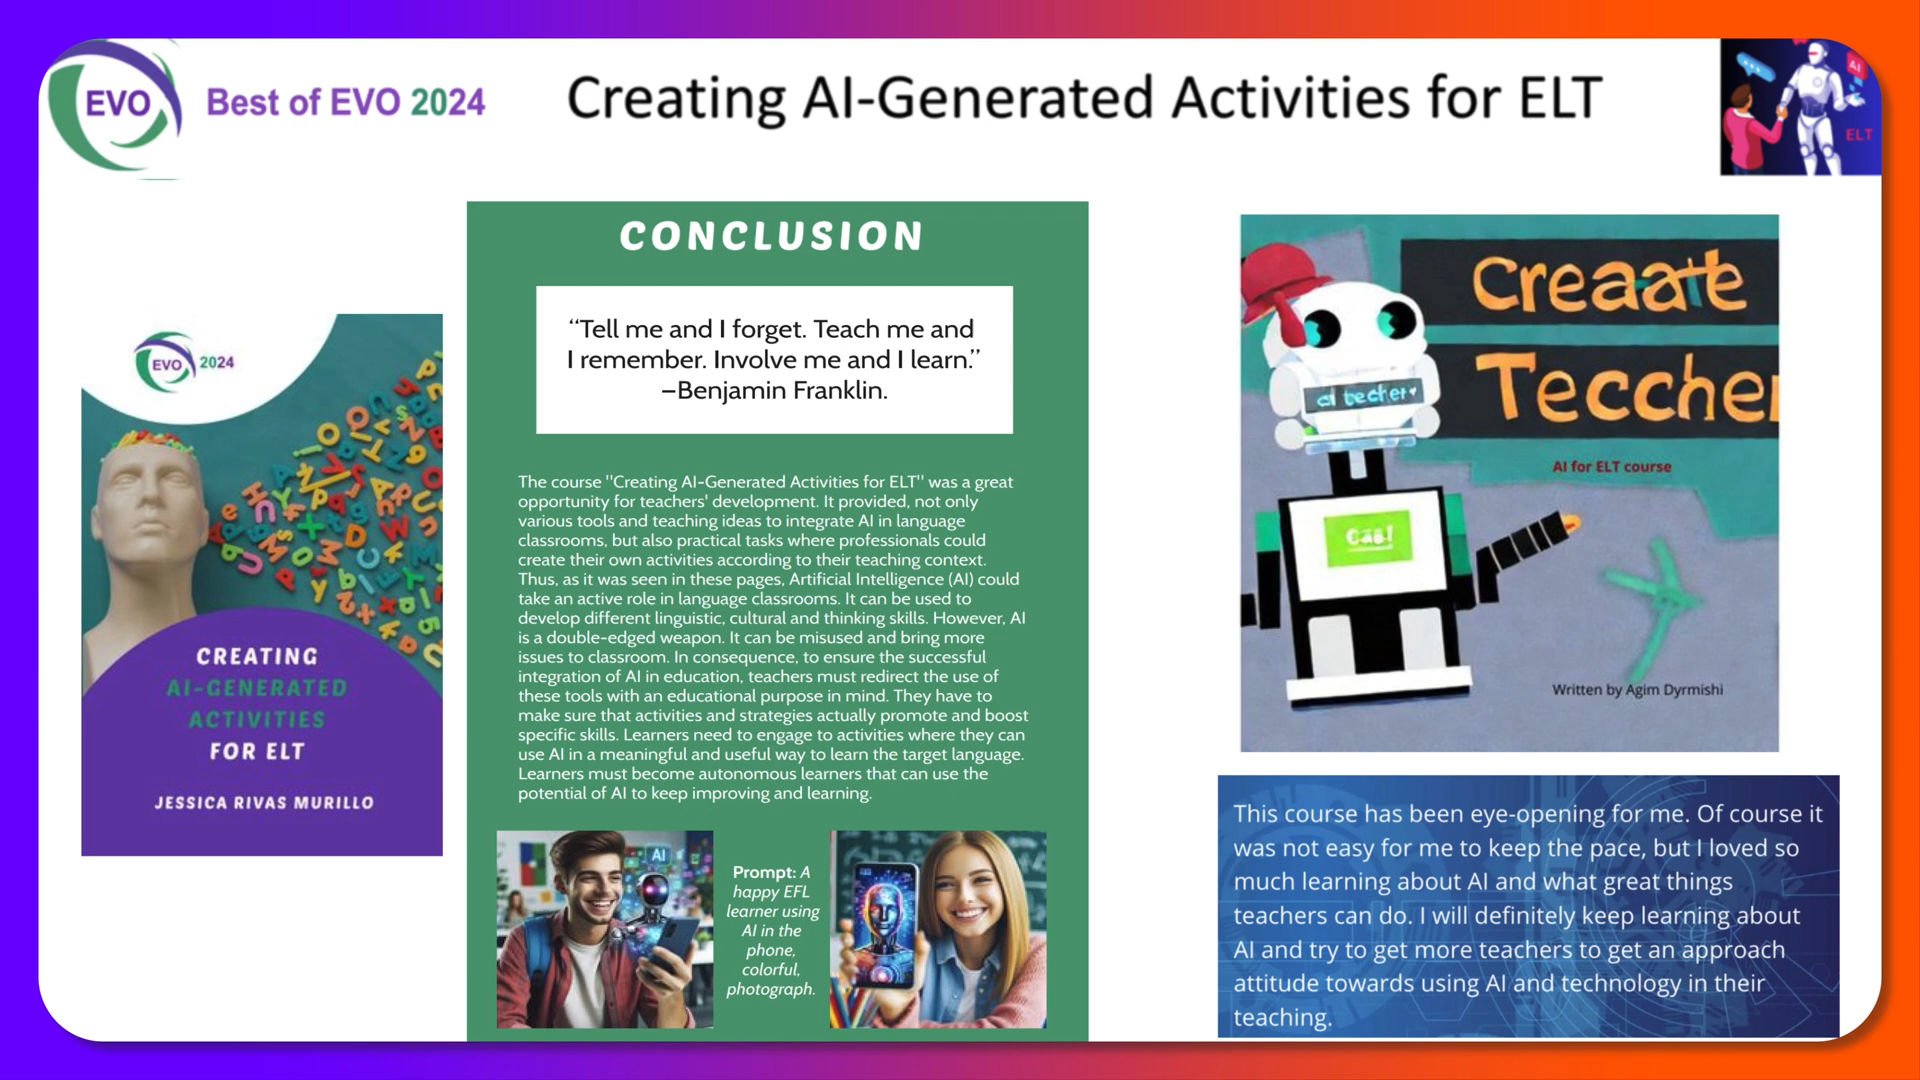 EVO
Best of EVO 2024
Creating AI-Generated Activities for ELT
AI
ELT
EVO 2024
CREATING
AI-GENERATED
ACTIVITIES
FOR ELT
JESSICA RIVAS MURILLO
CONCLUSION
“Tell me and I forget. Teach me and
I remember. Involve me and I learn.”
–Benjamin Franklin.
The course "Creating AI-Generated Activities for ELT" was a great
opportunity for teachers' development. It provided, not only
various tools and teaching ideas to integrate AI in language
classrooms, but also practical tasks where professionals could
create their own activities according to their teaching context.
Thus, as it was seen in these pages, Artificial Intelligence (AI) could
take an active role in language classrooms. It can be used to
develop different linguistic, cultural and thinking skills. However, AI
is a double-edged weapon. It can be misused and bring more
issues to classroom. In consequence, to ensure the successful
integration of AI in education, teachers must redirect the use of
these tools with an educational purpose in mind. They have to
make sure that activities and strategies actually promote and boost
specific skills. Learners need to engage to activities where they can
use AI in a meaningful and useful way to learn the target language.
Learners must become autonomous learners that can use the
potential of AI to keep improving and learning.
AI
Prompt: A
happy EFL
learner using
AI in the
phone,
colorful,
photograph.
Creaate
Tecche
ai techer
AI for ELT course
Written by Agim Dyrmishi
This course has been eye-opening for me. Of course it
was not easy for me to keep the pace, but I loved so
much learning about AI and what great things
teachers can do. I will definitely keep learning about
AI and try to get more teachers to get an approach
attitude towards using AI and technology in their
teaching.